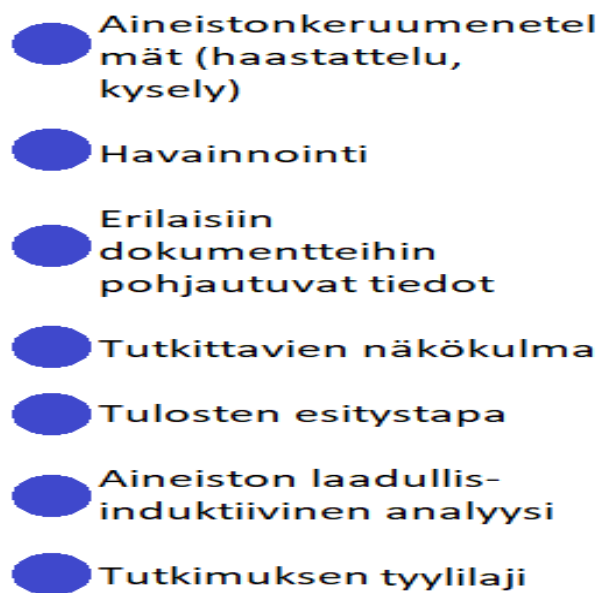 Aineistonkeruumenetel
mät (haastattelu,
kysely)
Havainnointi
Erilaisiin
dokumentteihin
pohjautuvat tiedot
Tutkittavien näkökulma
Tulosten esitystapa
Aineiston laadullis-
induktiivinen analyysi
Tutkimuksen tyylilaji